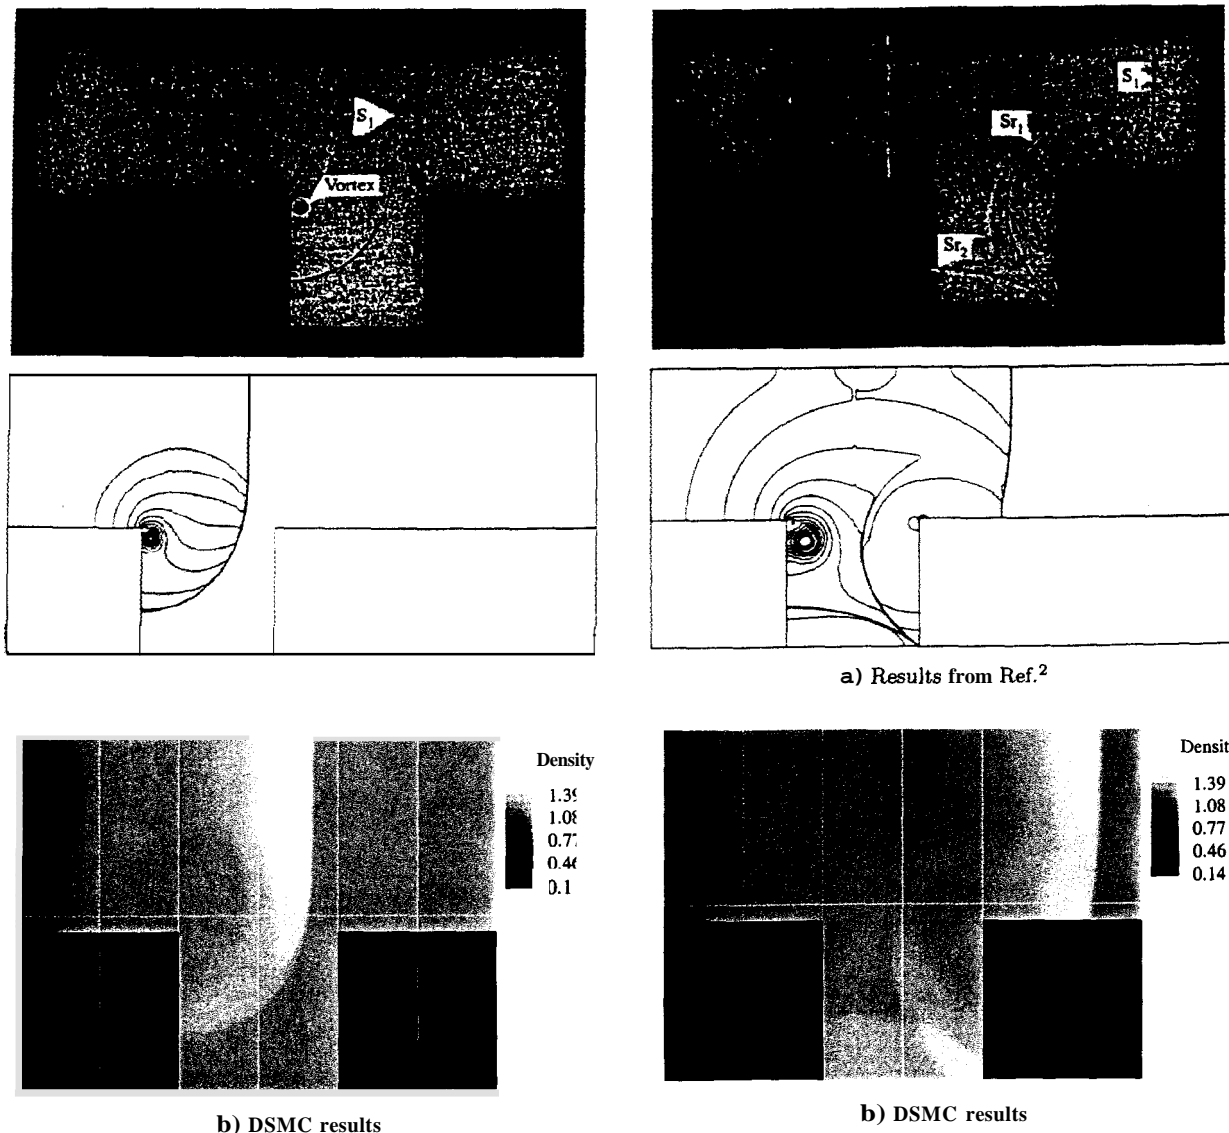 S1
Vortex
S1
Sr1
Sr2
a) Results from Ref.2
Density
1.39
1.08
0.77
0.46
0.1
b) DSMC results
Densit
1.39
1.08
0.77
0.46
0.14
b) DSMC results